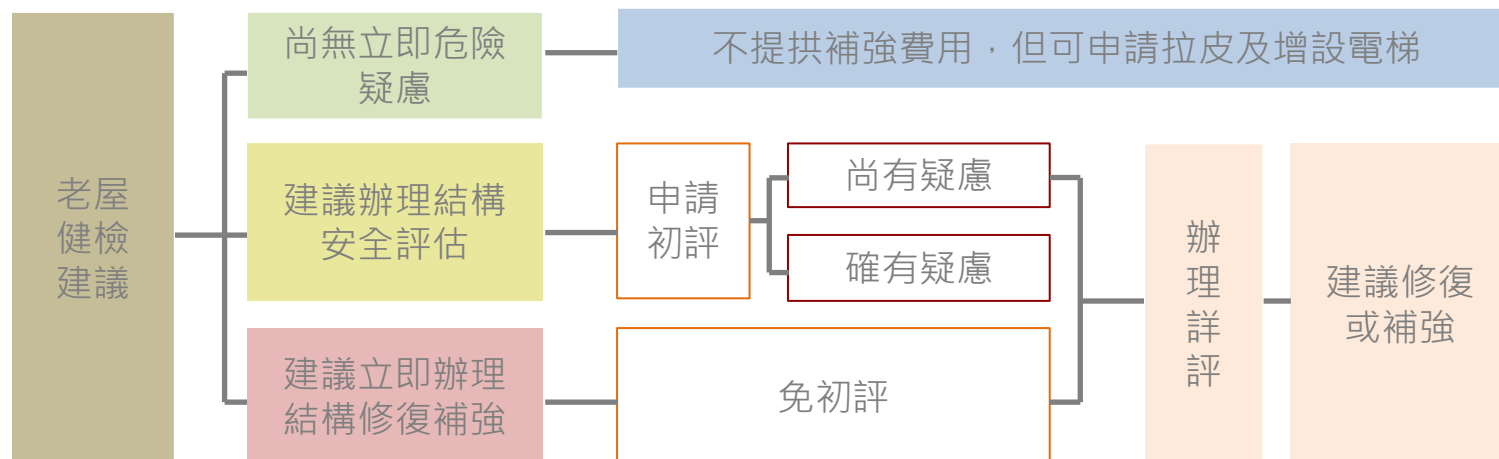 老屋
健檢
建議
尚無立即危險
疑慮
不提拱補強費用，但可申請拉皮及增設電梯
建議辦理結構
安全評估
申請
初評
尚有疑慮
確有疑慮
建議立即辦理
結構修復補強
免初評
辦
理
詳
評
建議修復
或補強